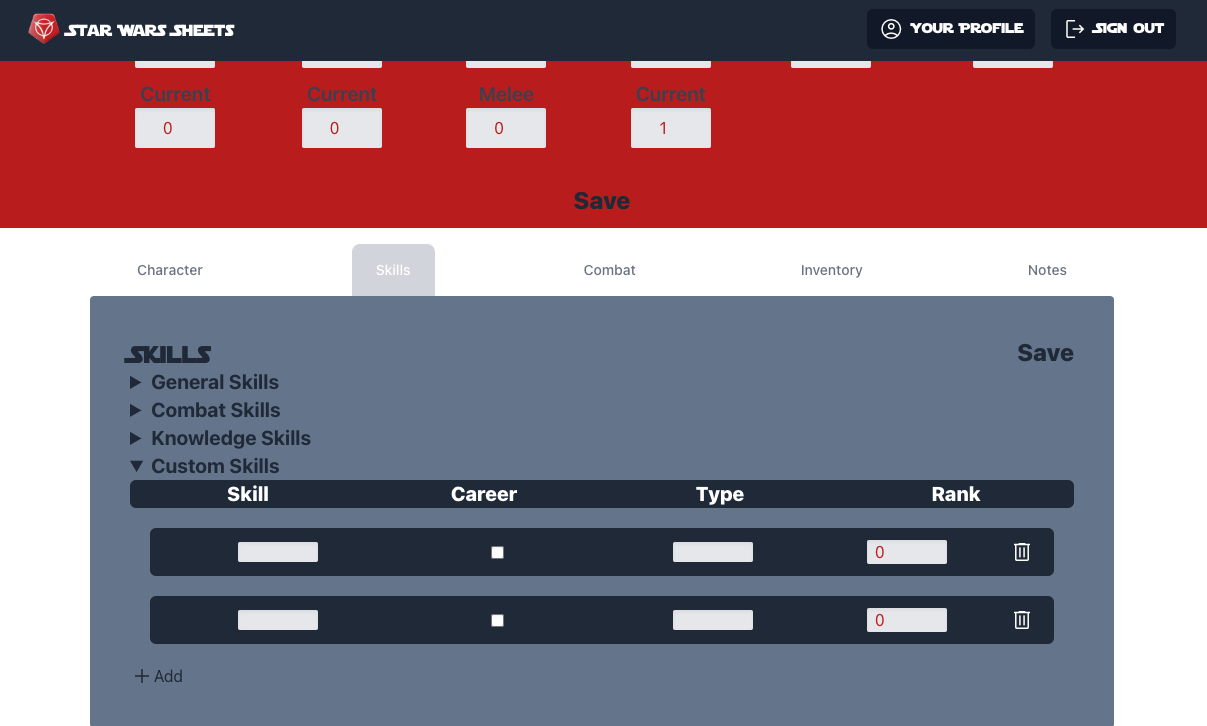 STAR WARS SHEETS YOUR PROFILE SIGN OUT
Current Current Melee Current
0 0 0 1
Save
Character Skills Combat Inventory Notes
SKILLS Save
General Skills
Combat Skills
Knowledge Skills
Custom Skills
Skill Career Type Rank
0
0
Add